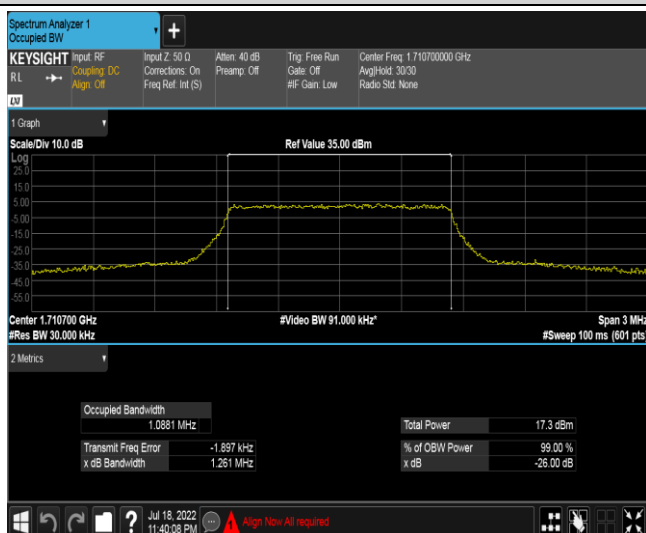 Spectrum Analyzer 1
Occupied BW
KEYSIGHT
RL
LXI
Input: RF
Coupling: DC
Align: Off
Input Z: 50 Ω
Corrections: On
Freq Ref: Int (S)
Atten: 40 dB
Preamp: Off
Trig: Free Run
Gate: Off
#IF Gain: Low
Center Freq: 1.710700000 GHz
Avg|Hold: 30/30
Radio Std: None
1 Graph
Scale/Div 10.0 dB
Ref Value 35.00 dBm
Log
25.0
15.0
5.00
-5.00
-15.0
-25.0
-35.0
-45.0
-55.0
Center 1.710700 GHz
#Video BW 91.000 kHz*
Span 3 MHz
#Res BW 30.000 kHz
#Sweep 100 ms (601 pts)
2 Metrics
Occupied Bandwidth
1.0881 MHz
Total Power 17.3 dBm
Transmit Freq Error -1.897 kHz
% of OBW Power 99.00 %
x dB Bandwidth 1.261 MHz
x dB -26.00 dB
?
Jul 18, 2022
11:40:08 PM
Align Now All required